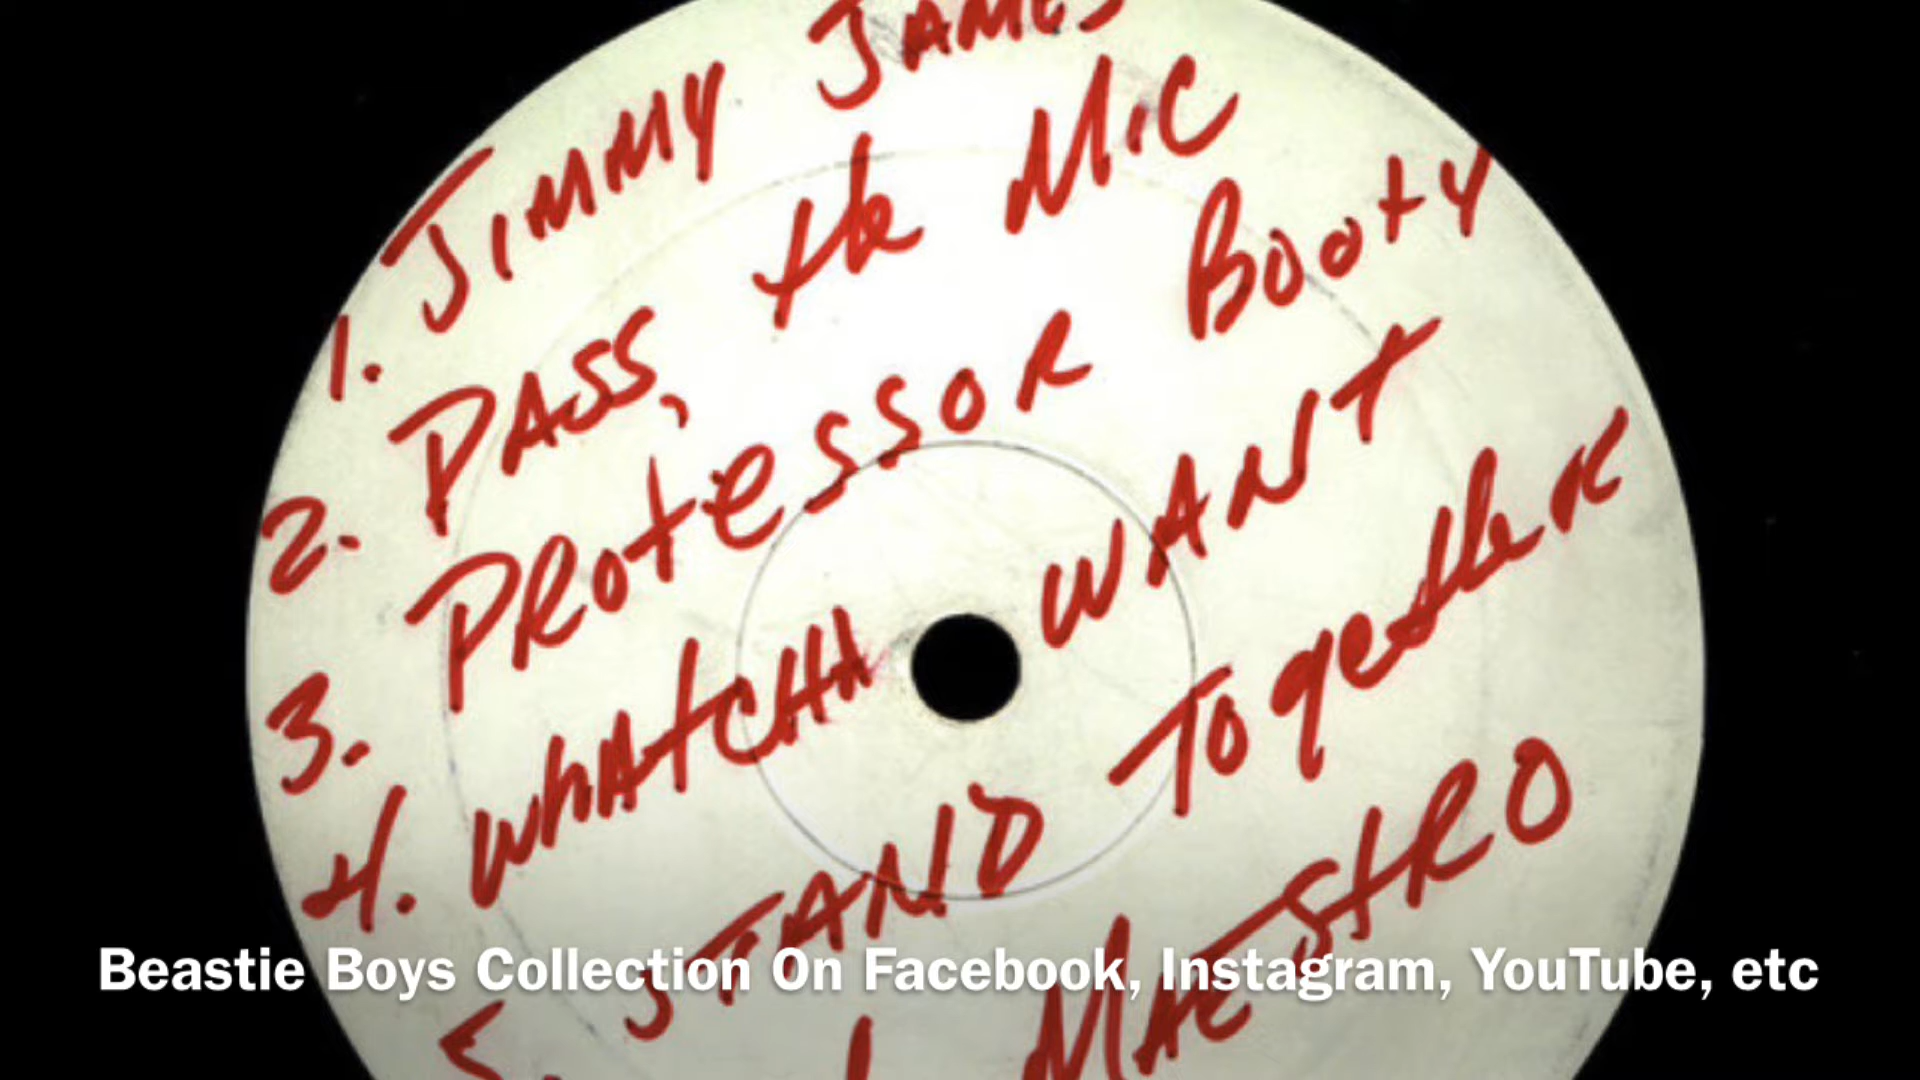 1. JIMMY JAMES
2. PASS, the MIC
3. PROfESSOR BOOtY
4. WHAtCHA WANT
5. STAND TogetheR
MAEStRO
Beastie Boys Collection On Facebook, Instagram, YouTube, etc